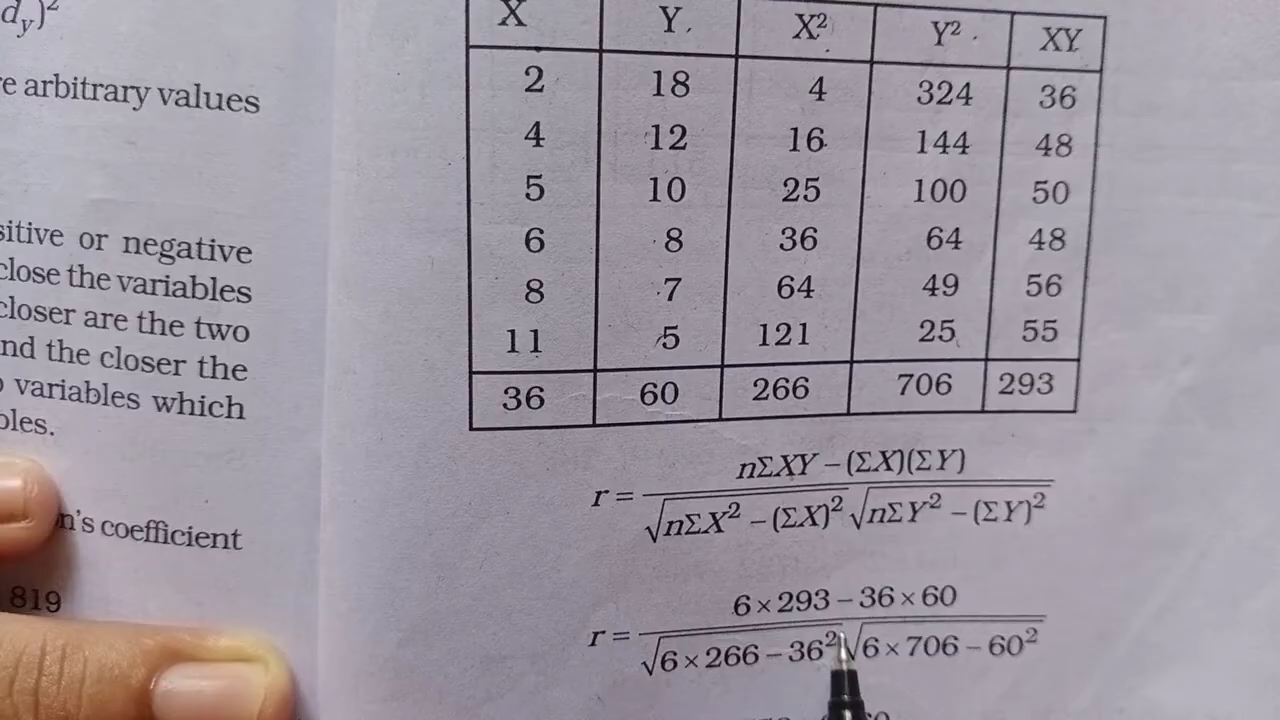 d_y)²
re arbitrary values
sitive or negative
close the variables
closer are the two
nd the closer the
variables which
bles.
n's coefficient
819
X Y X² Y² XY
2 18 4 324 36
4 12 16 144 48
5 10 25 100 50
6 8 36 64 48
8 7 64 49 56
11 5 121 25 55
36 60 266 706 293
r = nΣXY – (ΣX)(ΣY) / √nΣX² – (ΣX)² √nΣY² – (ΣY)²
r = 6 × 293 – 36 × 60 / √6 × 266 – 36² √6 × 706 – 60²